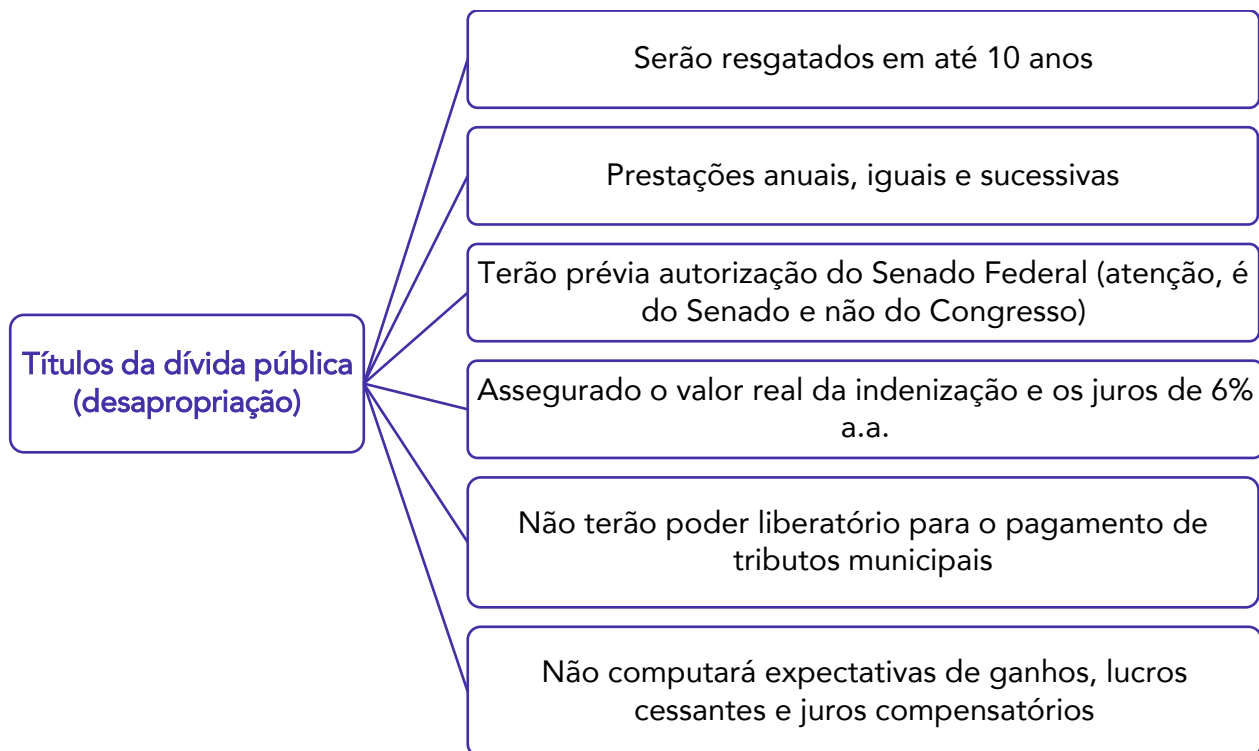 Serão resgatados em até 10 anos
Prestações anuais, iguais e sucessivas
Terão prévia autorização do Senado Federal (atenção, é
do Senado e não do Congresso)
Títulos da dívida pública
(desapropriação)
Assegurado o valor real da indenização e os juros de 6%
a.a.
Não terão poder liberatório para o pagamento de
tributos municipais
Não computará expectativas de ganhos, lucros
cessantes e juros compensatórios